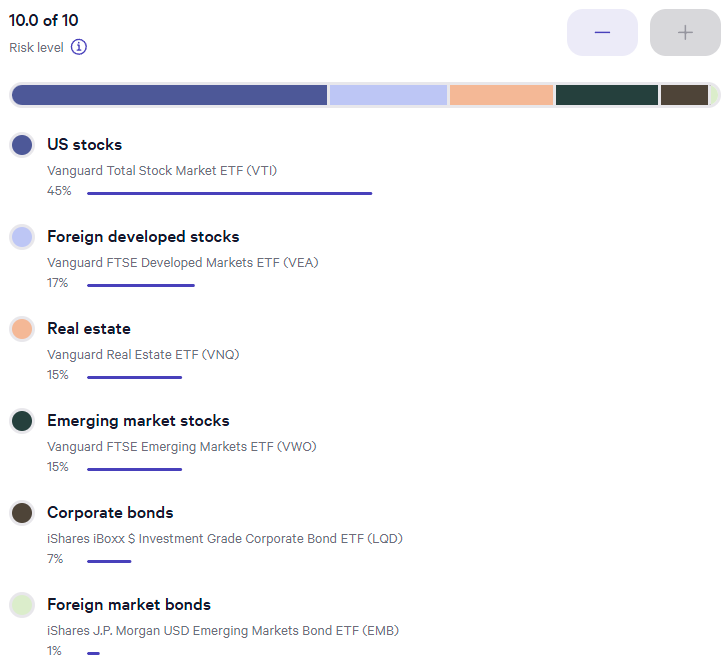 10.0 of 10
Risk level
US stocks
Vanguard Total Stock Market ETF (VTI)
45%
Foreign developed stocks
Vanguard FTSE Developed Markets ETF (VEA)
17%
Real estate
Vanguard Real Estate ETF (VNQ)
15%
Emerging market stocks
Vanguard FTSE Emerging Markets ETF (VWO)
15%
Corporate bonds
iShares iBoxx $ Investment Grade Corporate Bond ETF (LQD)
7%
Foreign market bonds
iShares J.P. Morgan USD Emerging Markets Bond ETF (EMB)
1%